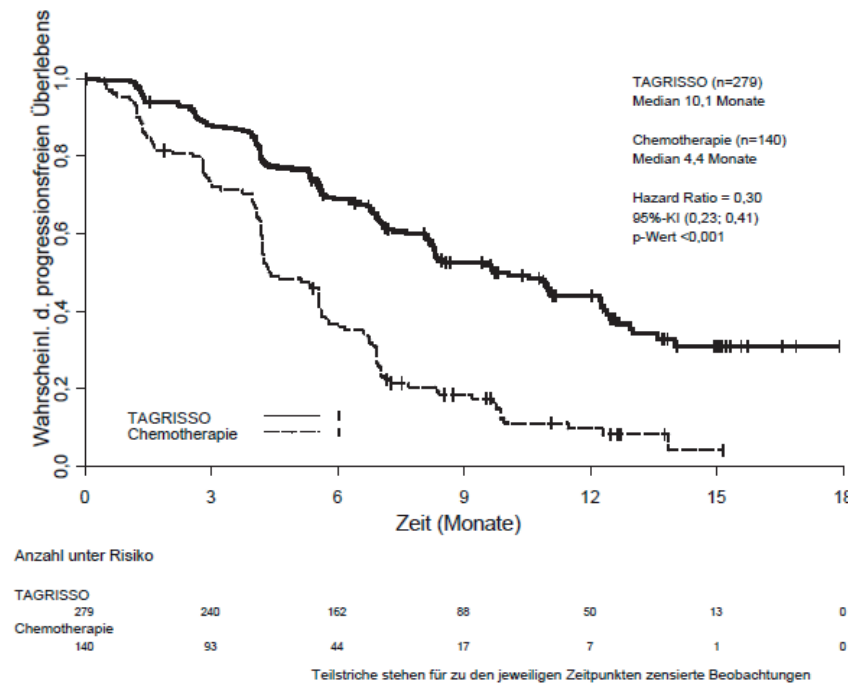 TAGRISSO (n=279)
Median 10,1 Monate
Chemotherapie (n=140)
Median 4,4 Monate
Hazard Ratio = 0,30
95%-KI (0,23; 0,41)
p-Wert <0,001
Wahrscheinl. d. progressionsfreien Überlebens
1,0
0,8
0,6
0,4
0,2
0,0
TAGRISSO
Chemotherapie
0 3 6 9 12 15 18
Zeit (Monate)
Anzahl unter Risiko
TAGRISSO
279 240 162 88 50 13 0
Chemotherapie
140 93 44 17 7 1 0
Teilstriche stehen für zu den jeweiligen Zeitpunkten zensierte Beobachtungen